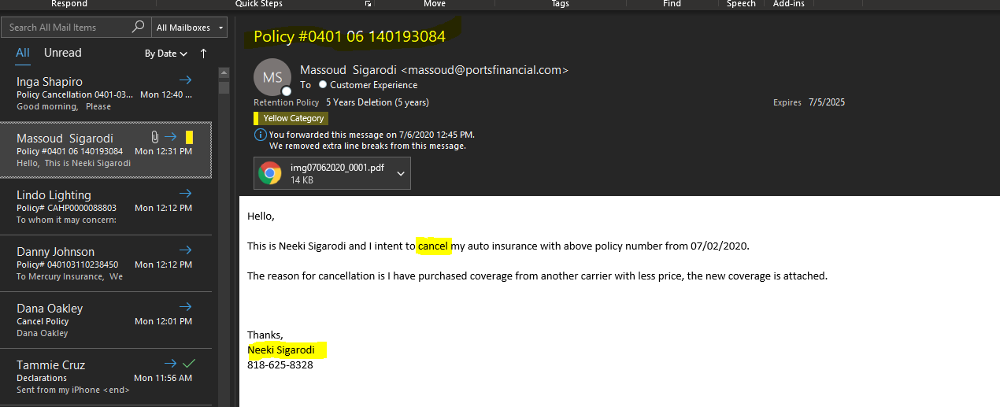 Respond Quick Steps Move Tags Find Speech Add-ins
Search All Mail Items All Mailboxes
All Unread By Date
Inga Shapiro
Policy Cancellation 0401-03... Mon 12:40 ...
Good morning, Please
Massoud Sigarodi
Policy #0401 06 140193084 Mon 12:31 PM
Hello, This is Neeki Sigarodi
Lindo Lighting
Policy# CAHP0000088803 Mon 12:12 PM
To whom it may concern:
Danny Johnson
Policy# 040103110238450 Mon 12:12 PM
To Mercury Insurance, We
Dana Oakley
Cancel Policy Mon 12:01 PM
Dana Oakley
Tammie Cruz
Declarations Mon 11:56 AM
Sent from my iPhone <end>
Policy #0401 06 140193084
MS
Massoud Sigarodi <massoud@portsfinancial.com>
To Customer Experience
Retention Policy 5 Years Deletion (5 years) Expires 7/5/2025
Yellow Category
You forwarded this message on 7/6/2020 12:45 PM.
We removed extra line breaks from this message.
img07062020_0001.pdf
14 KB
Hello,
This is Neeki Sigarodi and I intent to cancel my auto insurance with above policy number from 07/02/2020.
The reason for cancellation is I have purchased coverage from another carrier with less price, the new coverage is attached.
Thanks,
Neeki Sigarodi
818-625-8328